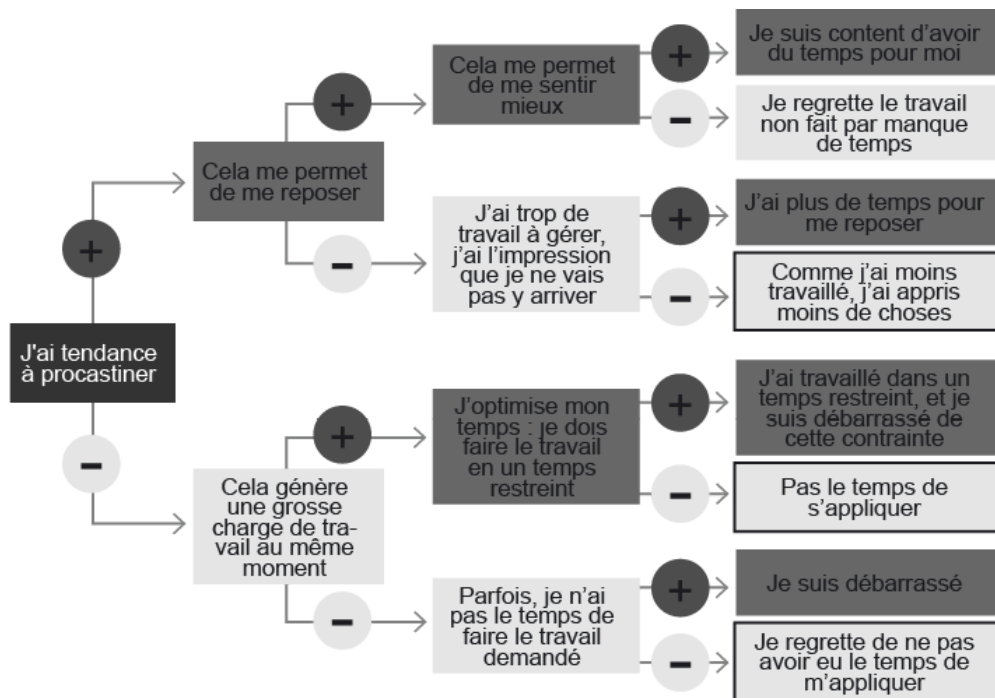 J'ai tendance
à procastiner
+
-
Cela me permet
de me reposer
+
-
Cela me permet
de me sentir
mieux
+
Je suis content d’avoir
du temps pour moi
-
Je regrette le travail
non fait par manque
de temps
J’ai trop de
travail à gérer,
j’ai l’impression
que je ne vais
pas y arriver
+
J’ai plus de temps pour
me reposer
-
Comme j’ai moins
travaillé, j’ai appris
moins de choses
Cela génère
une grosse
charge de tra-
vail au même
moment
+
-
J’optimise mon
temps : je dois
faire le travail
en un temps
restreint
+
J’ai travaillé dans un
temps restreint, et je
suis débarrassé de
cette contrainte
-
Pas le temps de
s’appliquer
Parfois, je n’ai
pas le temps de
faire le travail
demandé
+
Je suis débarrassé
-
Je regrette de ne pas
avoir eu le temps de
m’appliquer